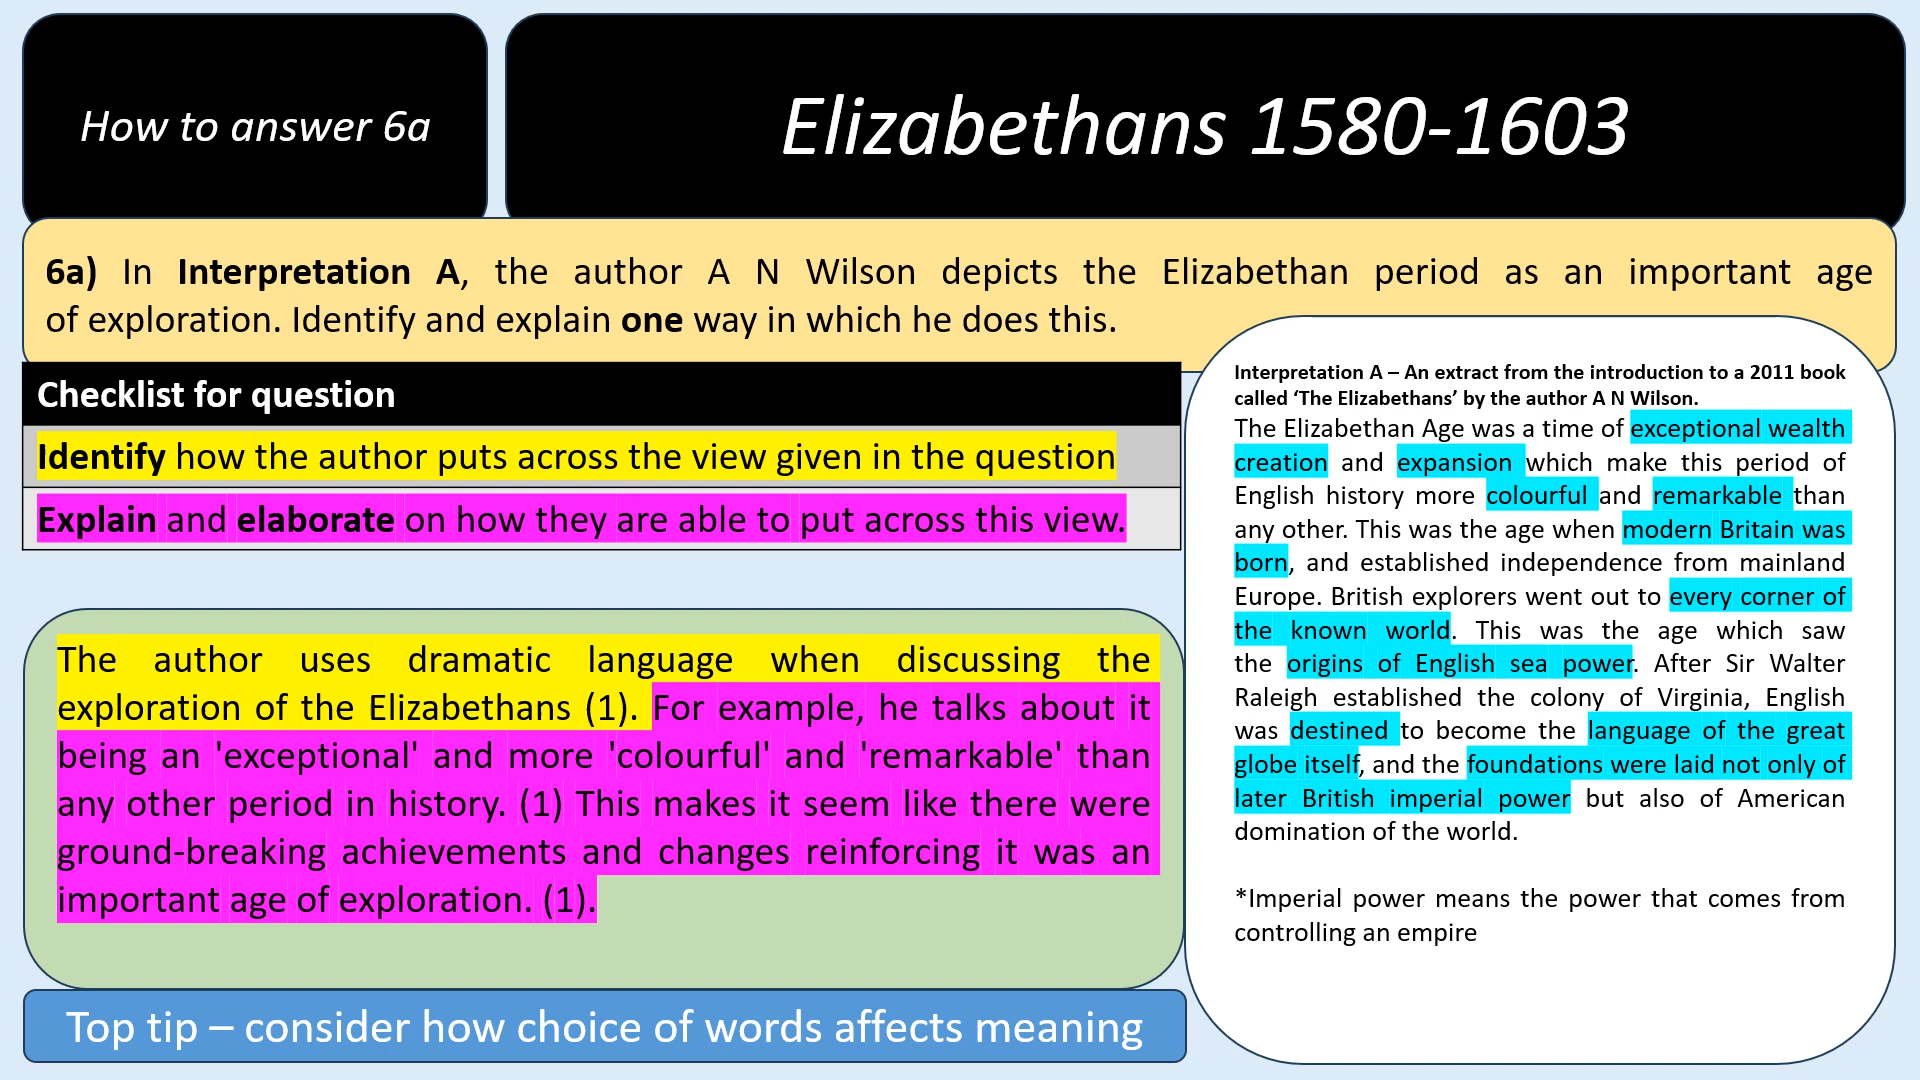 How to answer 6a
Elizabethans 1580-1603
6a) In Interpretation A, the author A N Wilson depicts the Elizabethan period as an important age
of exploration. Identify and explain one way in which he does this.
Checklist for question
Identify how the author puts across the view given in the question
Explain and elaborate on how they are able to put across this view.
The author uses dramatic language when discussing the
exploration of the Elizabethans (1). For example, he talks about it
being an 'exceptional' and more 'colourful' and 'remarkable' than
any other period in history. (1) This makes it seem like there were
ground-breaking achievements and changes reinforcing it was an
important age of exploration. (1).
Top tip – consider how choice of words affects meaning
Interpretation A – An extract from the introduction to a 2011 book
called ‘The Elizabethans’ by the author A N Wilson.
The Elizabethan Age was a time of exceptional wealth
creation and expansion which make this period of
English history more colourful and remarkable than
any other. This was the age when modern Britain was
born, and established independence from mainland
Europe. British explorers went out to every corner of
the known world. This was the age which saw
the origins of English sea power. After Sir Walter
Raleigh established the colony of Virginia, English
was destined to become the language of the great
globe itself, and the foundations were laid not only of
later British imperial power but also of American
domination of the world.
*Imperial power means the power that comes from
controlling an empire